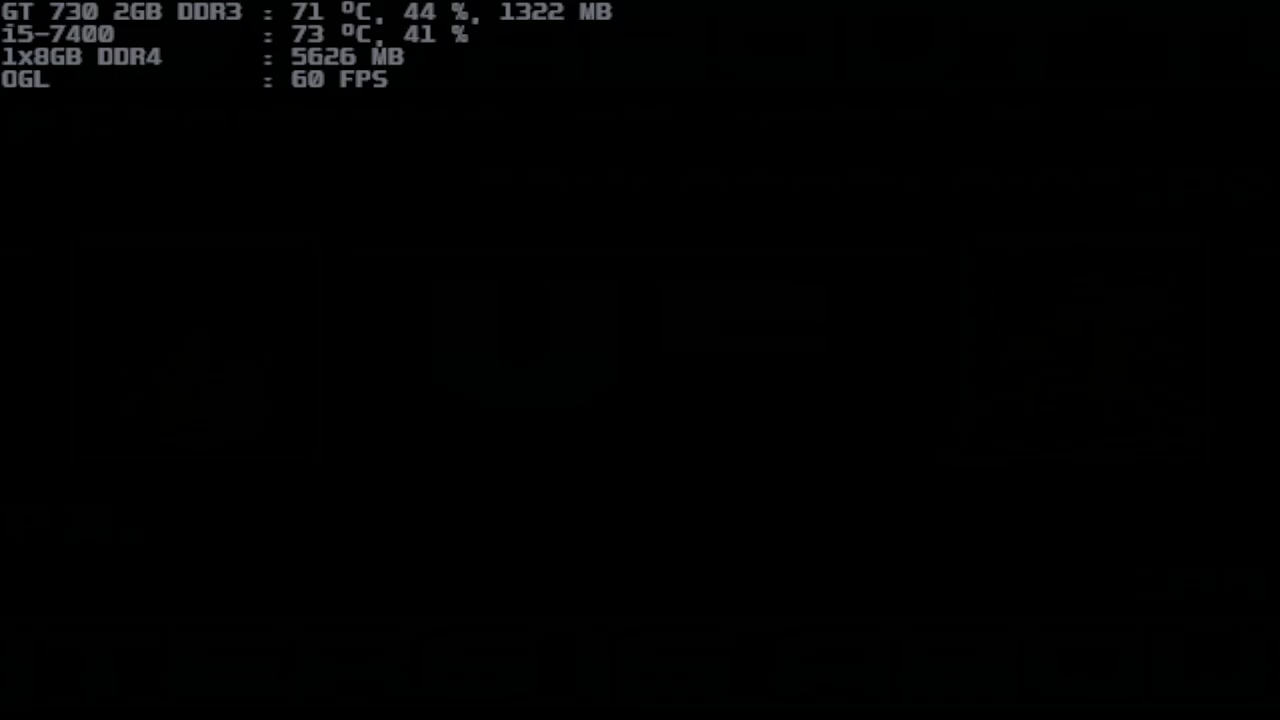 GT 730 2GB DDR3 : 71 ºC, 44 %, 1322 MB
i5-7400 : 73 ºC, 41 %
1x8GB DDR4 : 5626 MB
OGL : 60 FPS